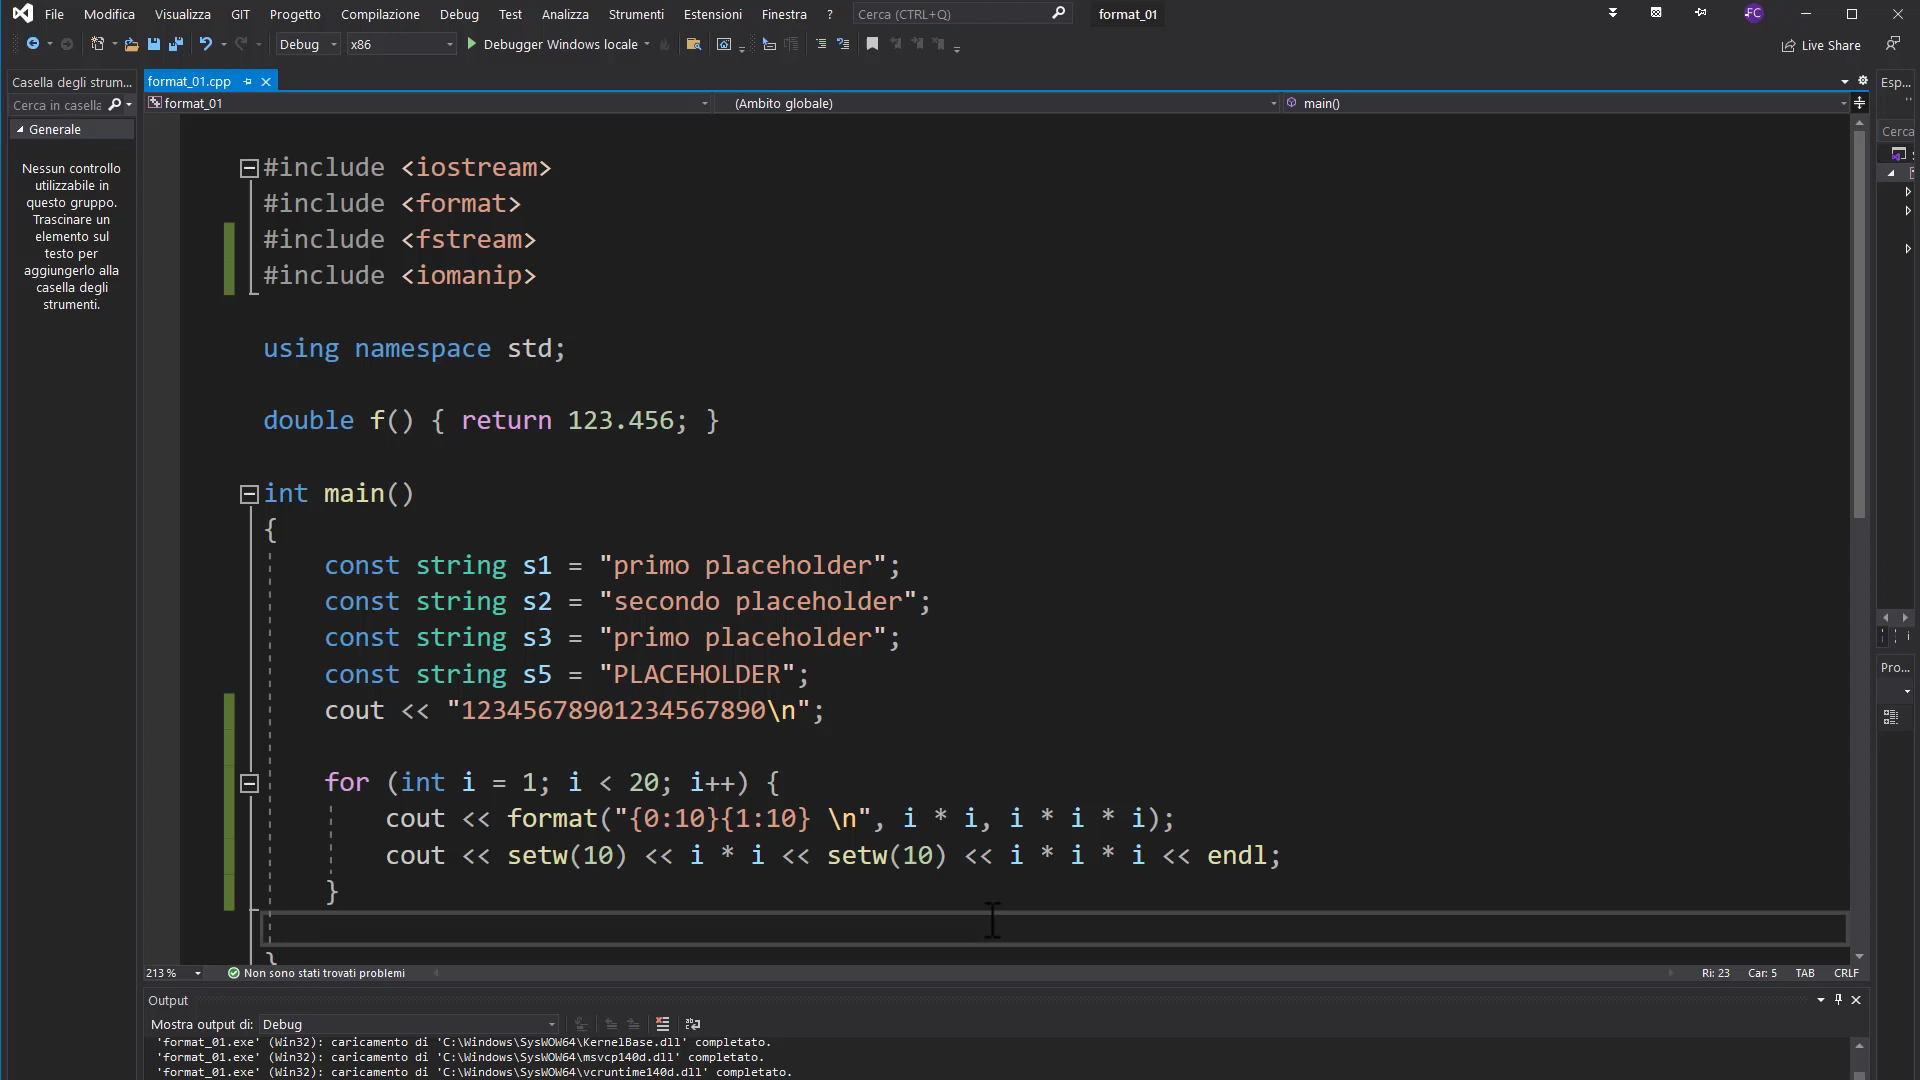 File Modifica Visualizza GIT Progetto Compilazione Debug Test Analizza Strumenti Estensioni Finestra ? Cerca (CTRL+Q) format_01 FC
Debug x86 Debugger Windows locale Live Share
Casella degli strum... format_01.cpp Esp...
Cerca in casella format_01 (Ambito globale) main()
Generale Cerca
Nessun controllo
utilizzabile in
questo gruppo.
Trascinare un
elemento sul
testo per
aggiungerlo alla
casella degli
strumenti.
#include <iostream>
#include <format>
#include <fstream>
#include <iomanip>
using namespace std;
double f() { return 123.456; }
int main()
{
const string s1 = "primo placeholder";
const string s2 = "secondo placeholder";
const string s3 = "primo placeholder";
const string s5 = "PLACEHOLDER";
cout << "12345678901234567890\n";
for (int i = 1; i < 20; i++) {
cout << format("{0:10}{1:10} \n", i * i, i * i * i);
cout << setw(10) << i * i << setw(10) << i * i * i << endl;
}
}
Pro...
213 % Non sono stati trovati problemi Ri: 23 Car: 5 TAB CRLF
Output
Mostra output di: Debug
'format_01.exe' (Win32): caricamento di 'C:\Windows\SysWOW64\KernelBase.dll' completato.
'format_01.exe' (Win32): caricamento di 'C:\Windows\SysWOW64\msvcp140d.dll' completato.
'format_01.exe' (Win32): caricamento di 'C:\Windows\SysWOW64\vcruntime140d.dll' completato.